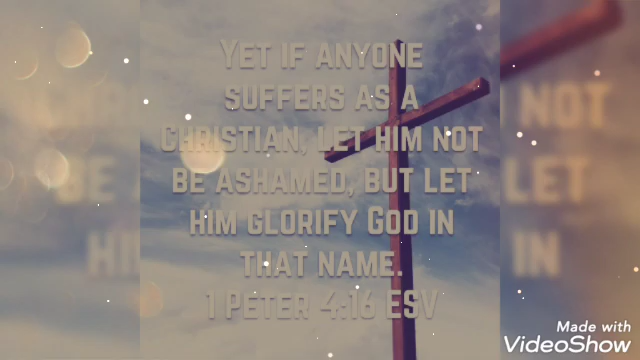 Yet if anyone
suffers as a
Christian, let him not
be ashamed, but let
him glorify God in
that name.
1 Peter 4:16 ESV
Made with
VideoShow